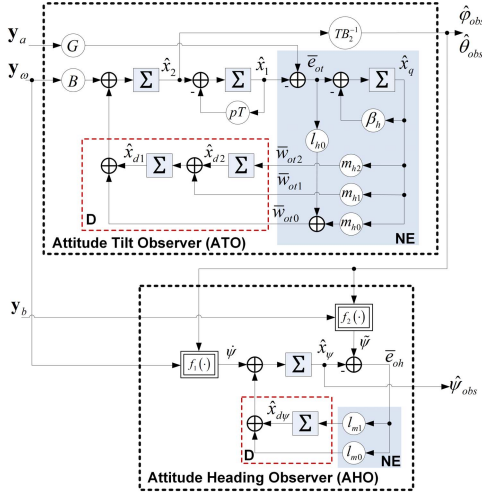 y_a G TB_2^{-1} φ̂_obs
θ̂_obs
y_ω B Σ x̂_2 Σ x̂_1 ē_ot Σ x̂_q
- - -
pT β_h
l_h0
x̂_d1 x̂_d2 w̄_ot2 m_h2
Σ Σ
w̄_ot1 m_h1
D w̄_ot0 m_h0
Attitude Tilt Observer (ATO) NE
y_b f_2(·)
f_1(·) ψ̇ Σ x̂_ψ ψ̃ ē_oh
-
ψ̂_obs
x̂_dψ Σ l_m1
D l_m0 NE
Attitude Heading Observer (AHO)